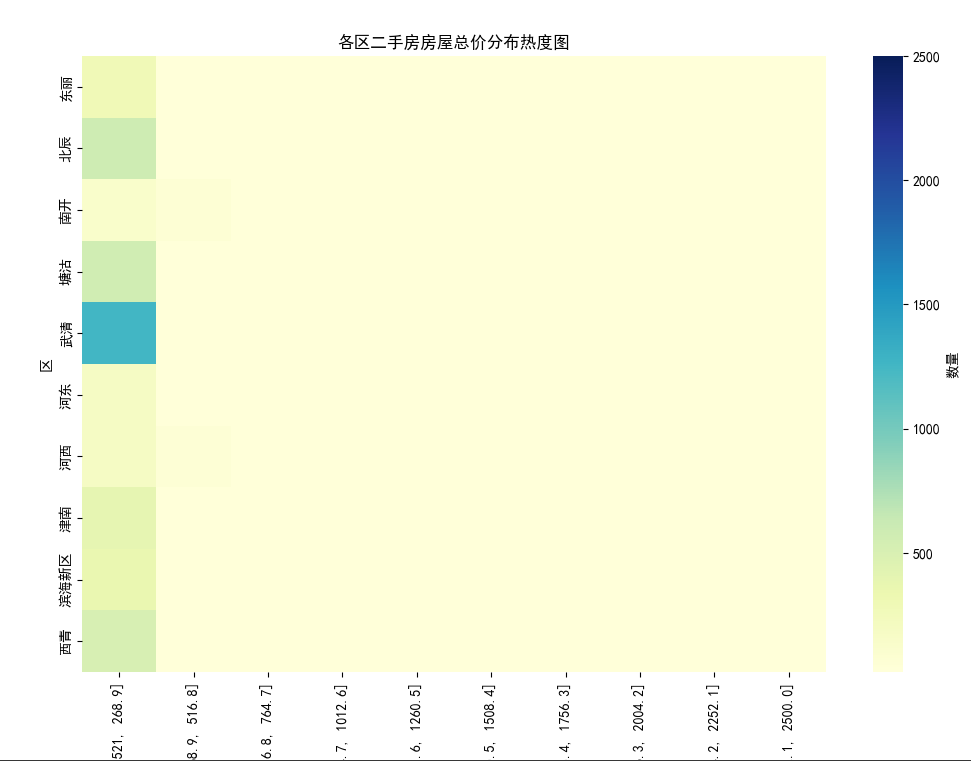 各区二手房房屋总价分布热度图
区
东丽
北辰
南开
塘沽
武清
河东
河西
津南
滨海新区
西青
521, 268.9]
8.9, 516.8]
6.8, 764.7]
.7, 1012.6]
.6, 1260.5]
.5, 1508.4]
.4, 1756.3]
.3, 2004.2]
.2, 2252.1]
.1, 2500.0]
2500
2000
1500
1000
500
数量